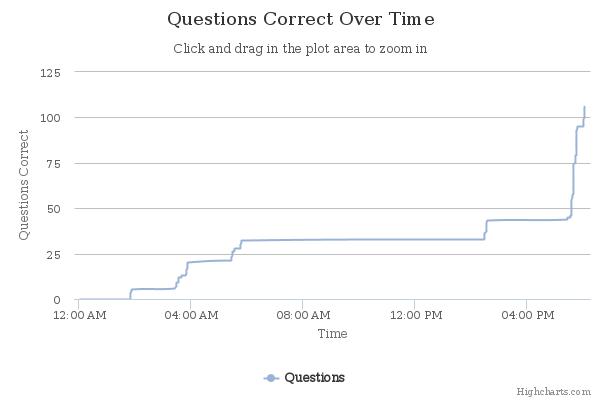 Questions Correct Over Time
Click and drag in the plot area to zoom in
Questions Correct
125
100
75
50
25
0
12:00 AM 04:00 AM 08:00 AM 12:00 PM 04:00 PM
Time
Questions
Highcharts.com